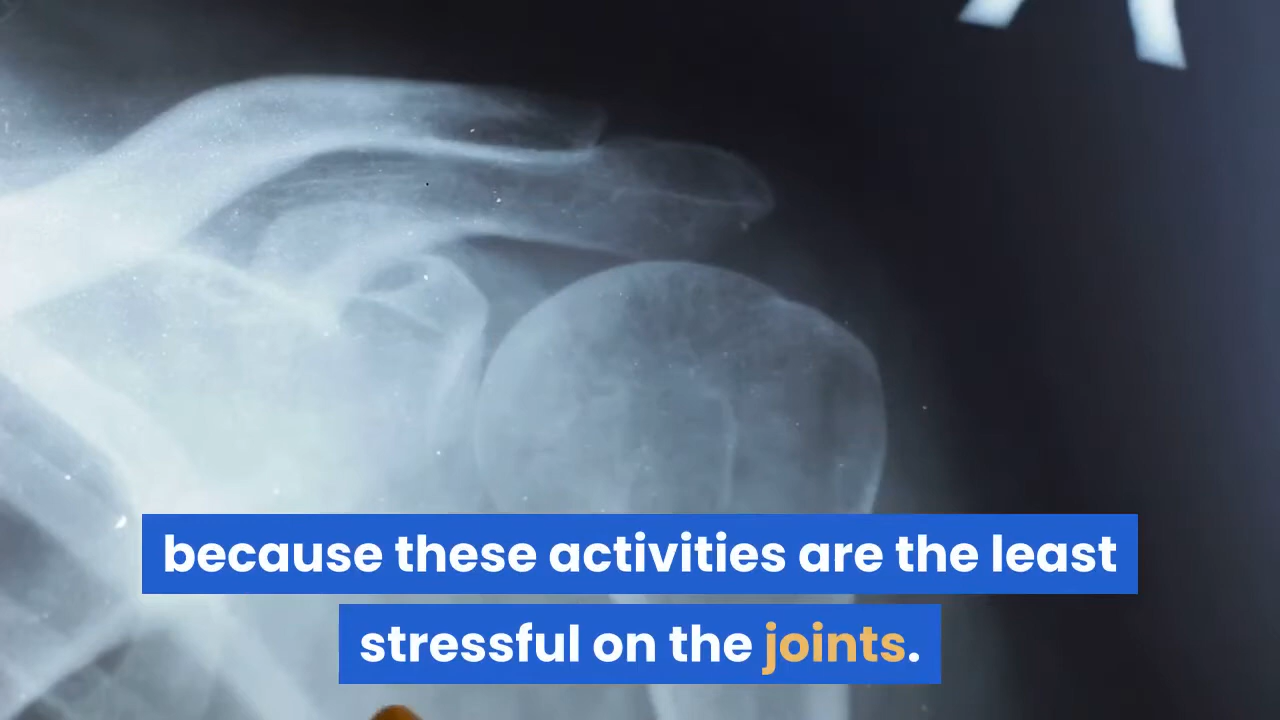 because these activities are the least
stressful on the joints.